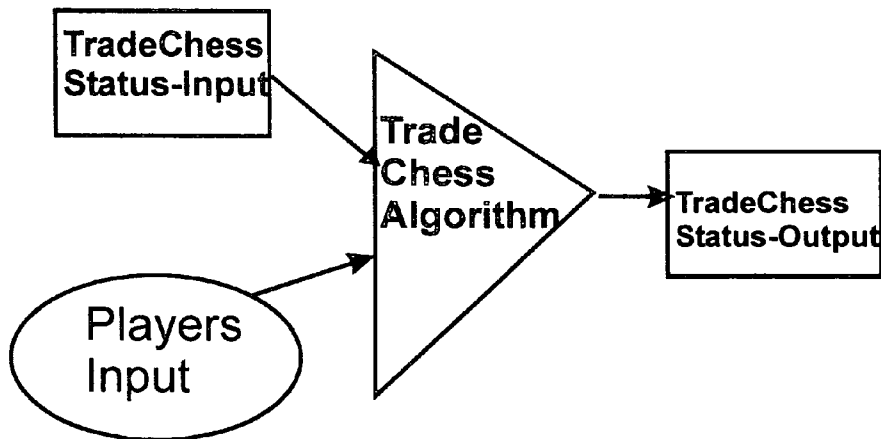 TradeChess
Status-Input
Trade
Chess
Algorithm
TradeChess
Status-Output
Players
Input